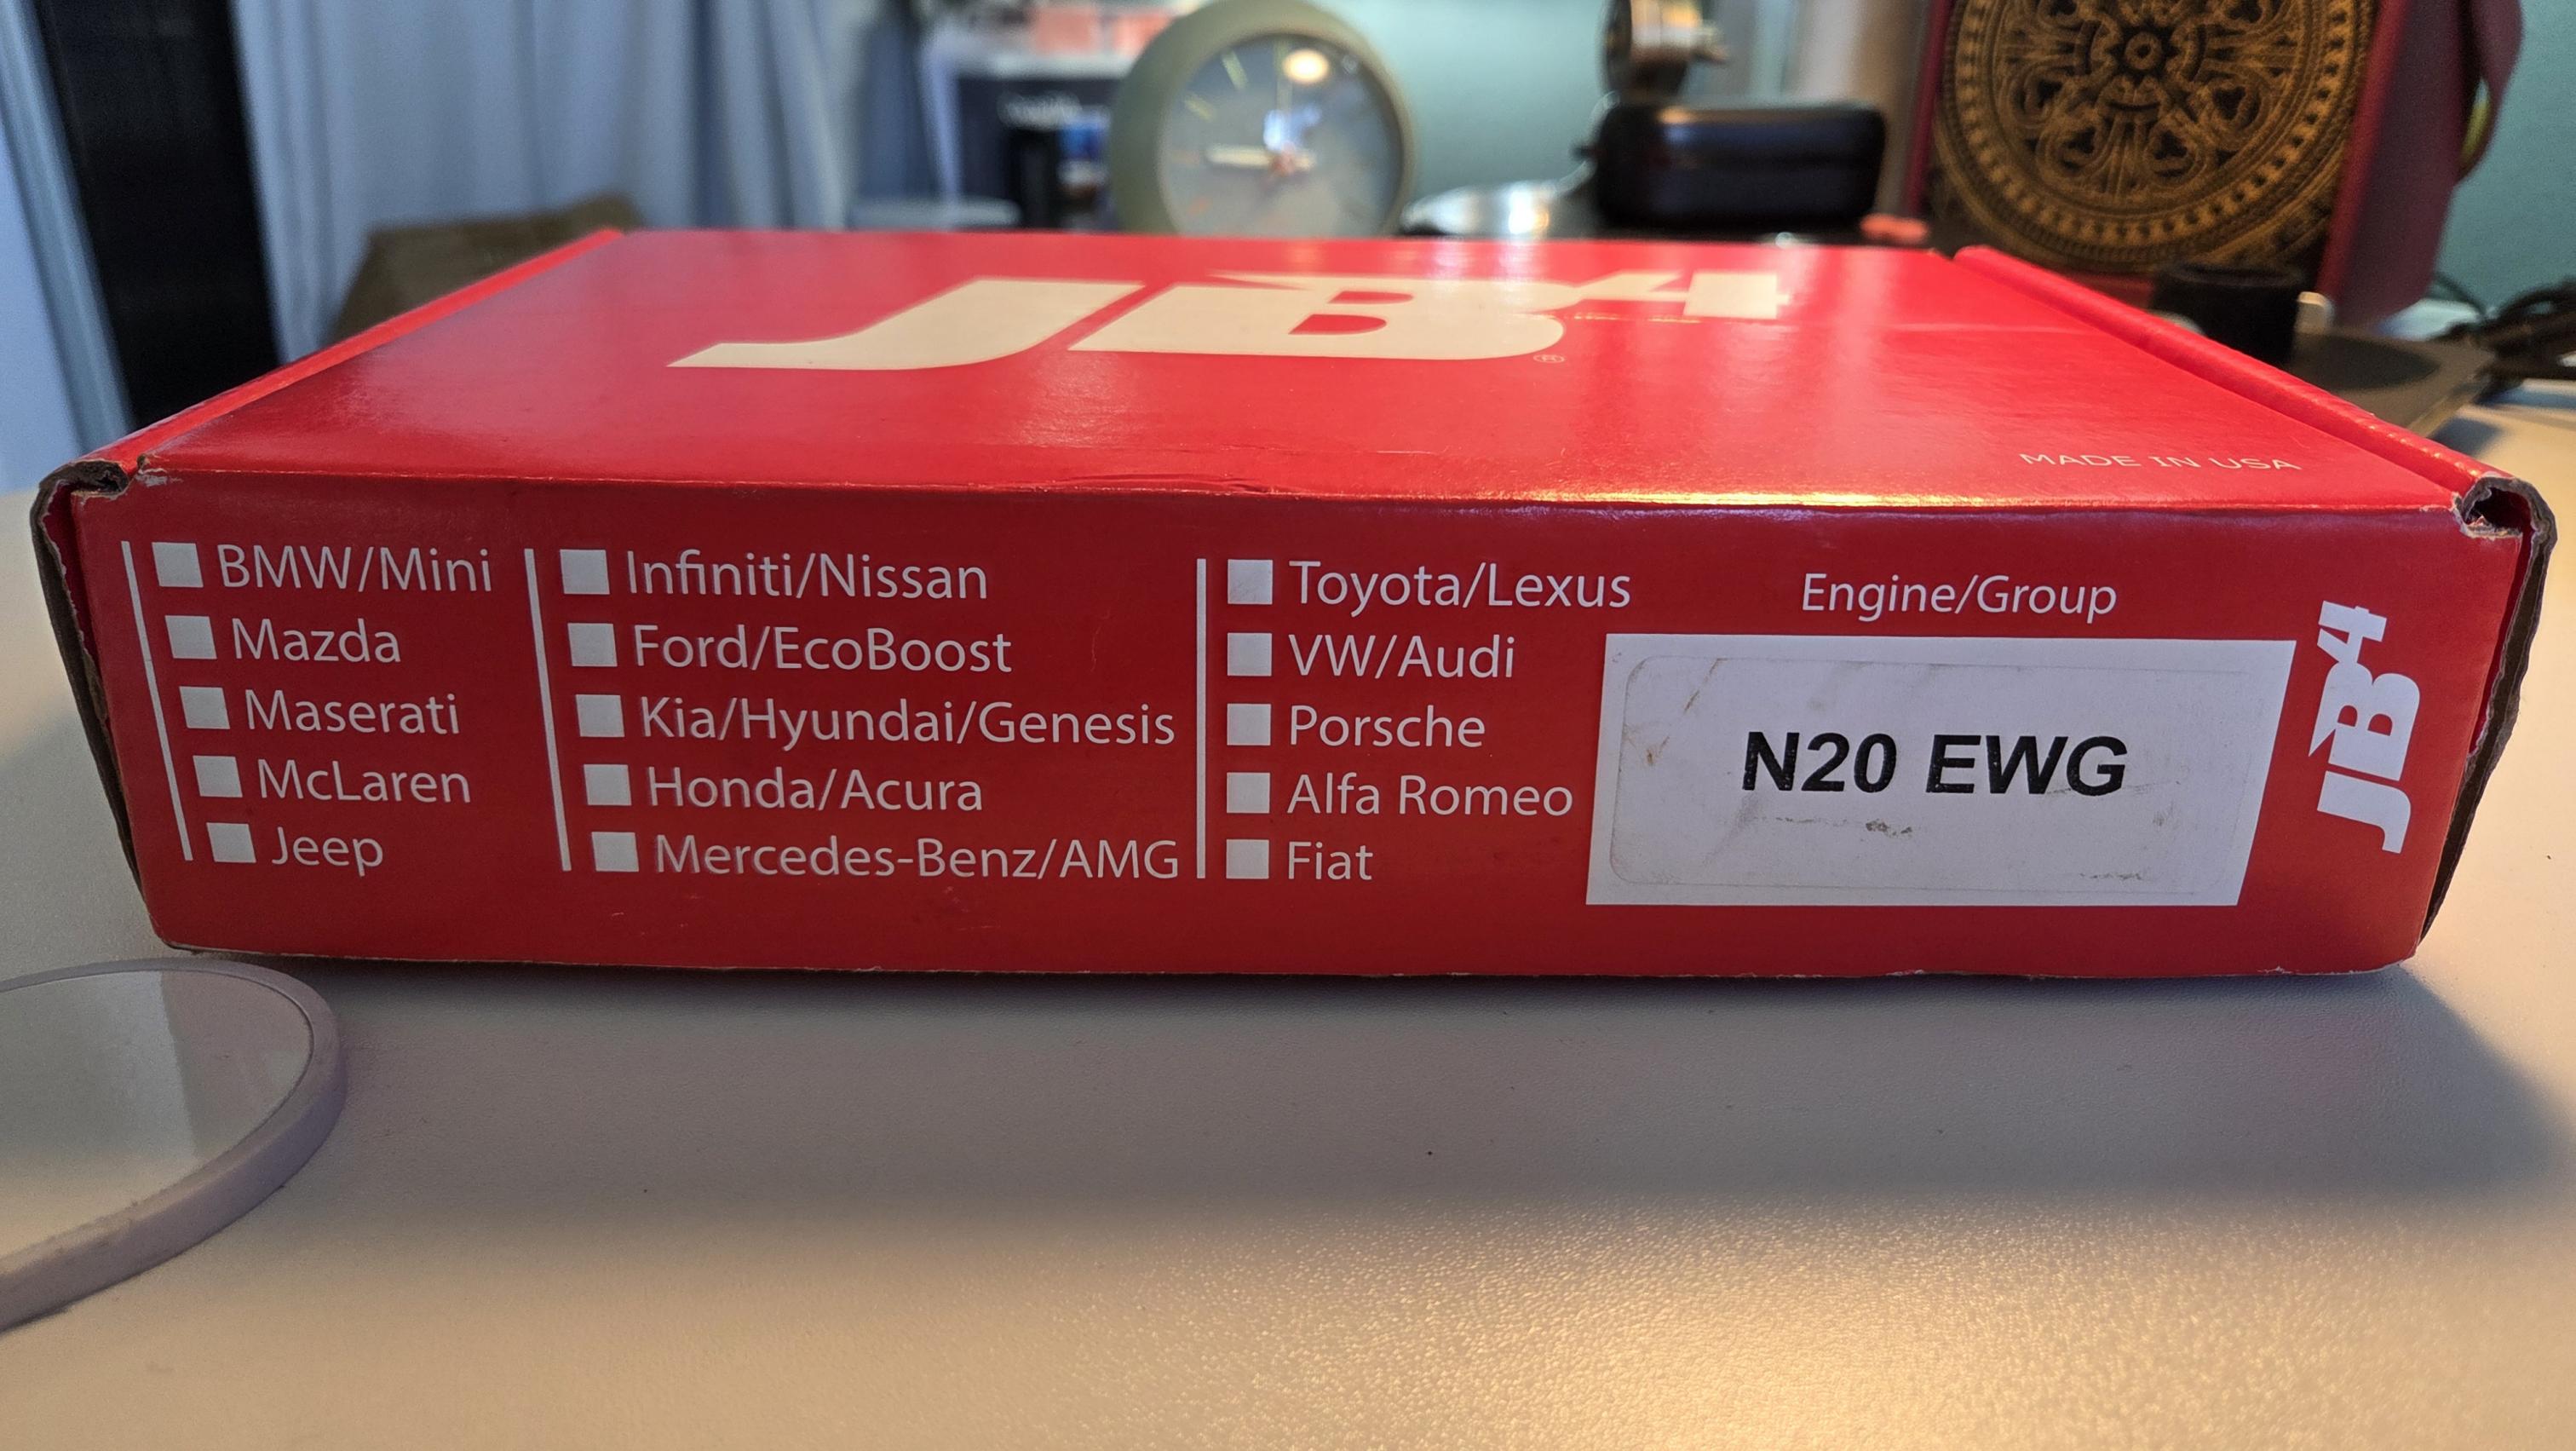 JB4
®
MADE IN USA
BMW/Mini
Mazda
Maserati
McLaren
Jeep
Infiniti/Nissan
Ford/EcoBoost
Kia/Hyundai/Genesis
Honda/Acura
Mercedes-Benz/AMG
Toyota/Lexus
VW/Audi
Porsche
Alfa Romeo
Fiat
Engine/Group
N20 EWG
JB4